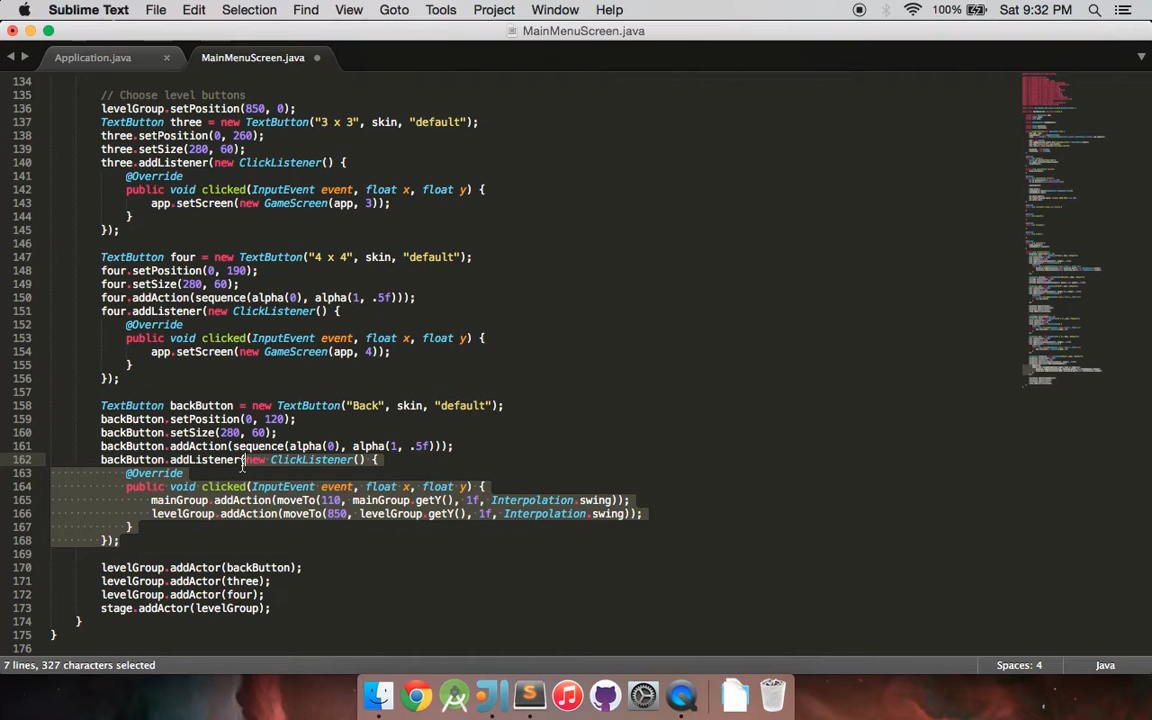 Sublime Text File Edit Selection Find View Goto Tools Project Window Help 100% Sat 9:32 PM
MainMenuScreen.java
Application.java × MainMenuScreen.java
134
135 // Choose level buttons
136 levelGroup.setPosition(850, 0);
137 TextButton three = new TextButton("3 x 3", skin, "default");
138 three.setPosition(0, 260);
139 three.setSize(280, 60);
140 three.addListener(new ClickListener() {
141 @Override
142 public void clicked(InputEvent event, float x, float y) {
143 app.setScreen(new GameScreen(app, 3));
144 }
145 });
146
147 TextButton four = new TextButton("4 x 4", skin, "default");
148 four.setPosition(0, 190);
149 four.setSize(280, 60);
150 four.addAction(sequence(alpha(0), alpha(1, .5f)));
151 four.addListener(new ClickListener() {
152 @Override
153 public void clicked(InputEvent event, float x, float y) {
154 app.setScreen(new GameScreen(app, 4));
155 }
156 });
157
158 TextButton backButton = new TextButton("Back", skin, "default");
159 backButton.setPosition(0, 120);
160 backButton.setSize(280, 60);
161 backButton.addAction(sequence(alpha(0), alpha(1, .5f)));
162 backButton.addListener(new ClickListener() {
163 @Override
164 public void clicked(InputEvent event, float x, float y) {
165 mainGroup.addAction(moveTo(110, mainGroup.getY(), 1f, Interpolation.swing));
166 levelGroup.addAction(moveTo(850, levelGroup.getY(), 1f, Interpolation.swing));
167 }
168 });
169
170 levelGroup.addActor(backButton);
171 levelGroup.addActor(three);
172 levelGroup.addActor(four);
173 stage.addActor(levelGroup);
174 }
175 }
176
7 lines, 327 characters selected Spaces: 4 Java